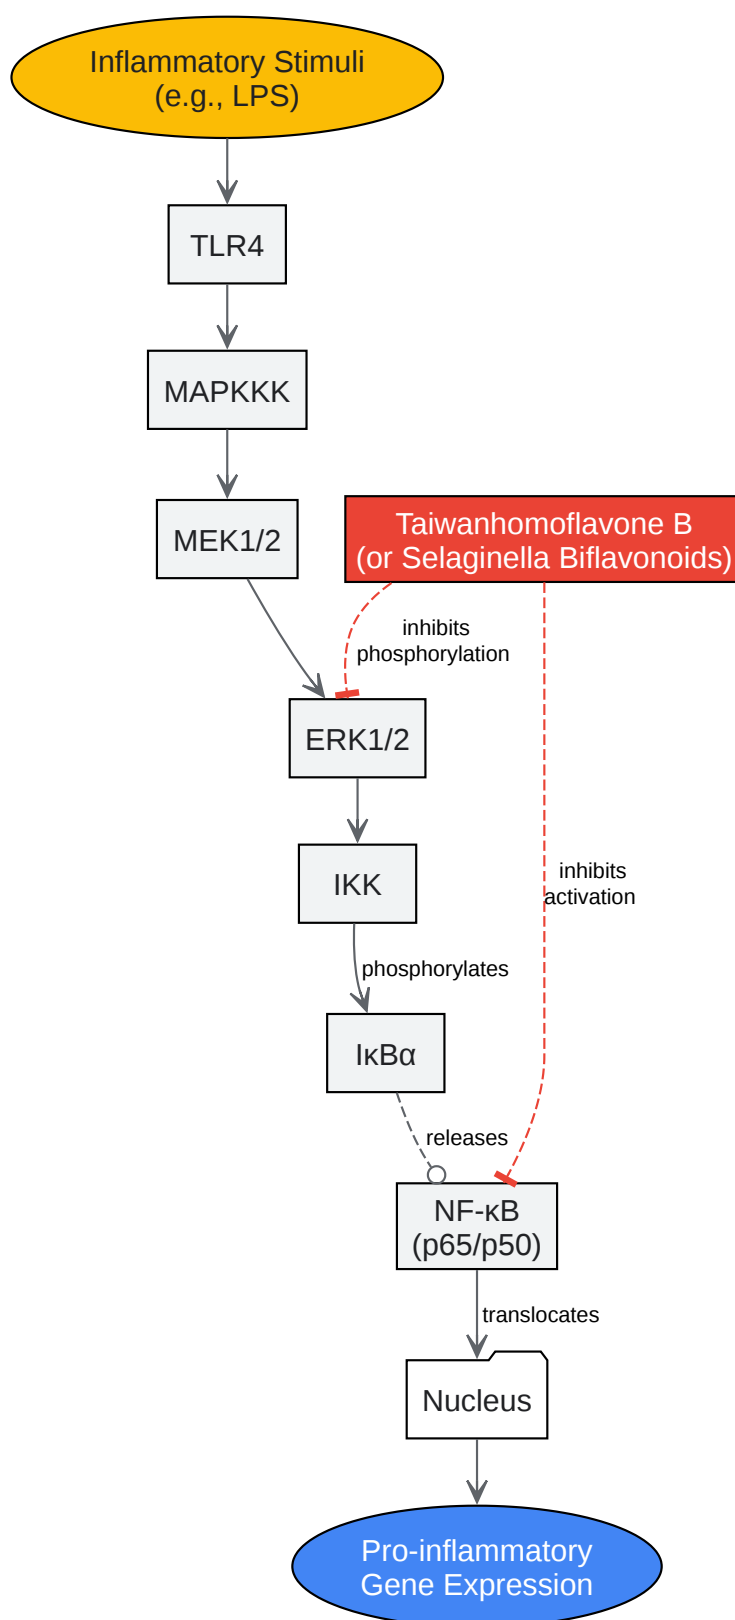 Inflammatory Stimuli
(e.g., LPS)
TLR4
MAPKKK
MEK1/2
Taiwanhomoflavone B
(or Selaginella Biflavonoids)
inhibits
phosphorylation
ERK1/2
IKK
inhibits
activation
phosphorylates
IκBα
releases
NF-κB
(p65/p50)
translocates
Nucleus
Pro-inflammatory
Gene Expression